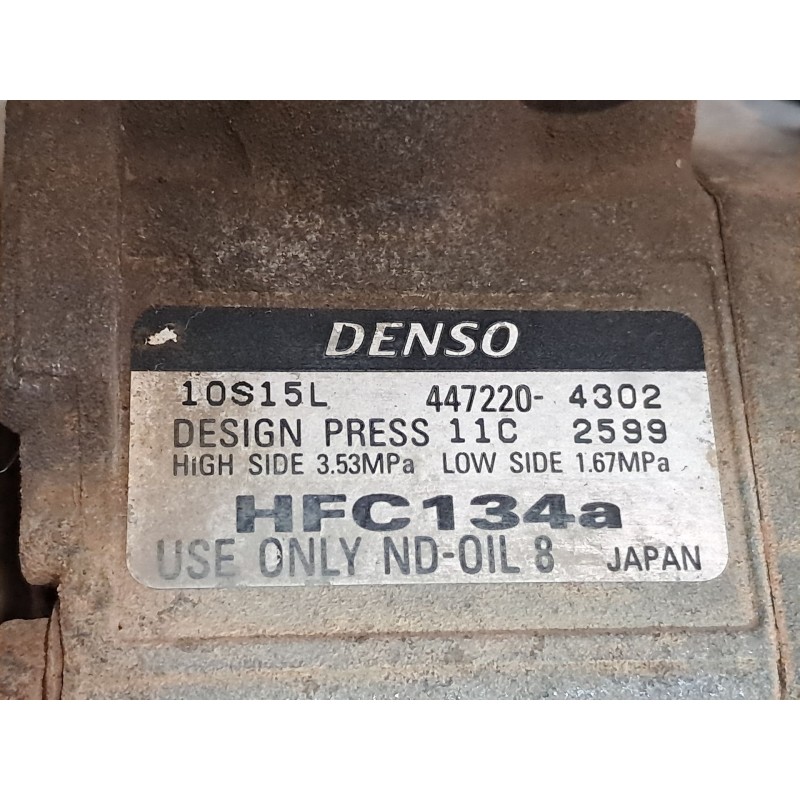 DENSO
10S15L 447220- 4302
DESIGN PRESS 11C 2599
HiGH SIDE 3.53MPa LOW SIDE 1.67MPa
HFC134a
USE ONLY ND-OIL 8 JAPAN